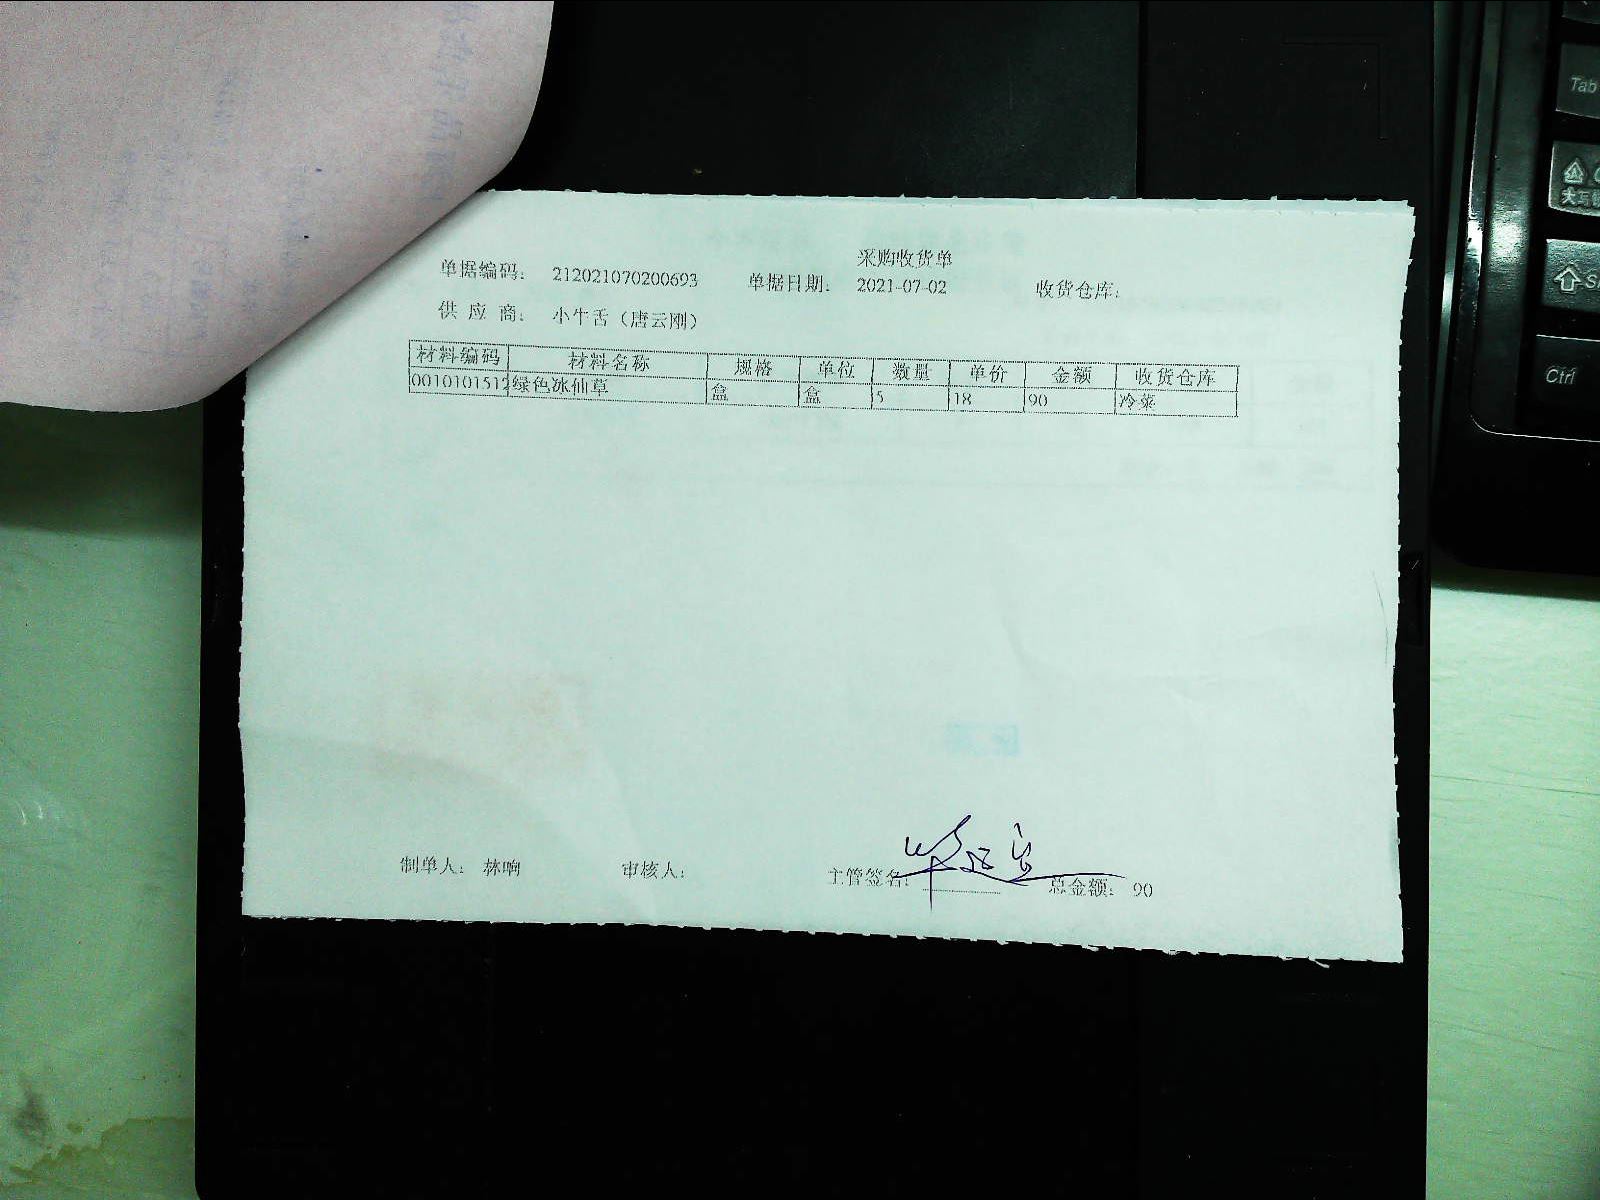 采购收货单
单据编码： 212021070200693 单据日期： 2021-07-02 收货仓库：
供 应 商： 小牛舌（唐云刚）
材料编码 材料名称 规格 单位 数量 单价 金额 收货仓库
0010101512 绿色冰仙草 盒 盒 5 18 90 冷菜
制单人： 林响 审核人： 主管签名： 总金额： 90
Tab
大写
Ctrl